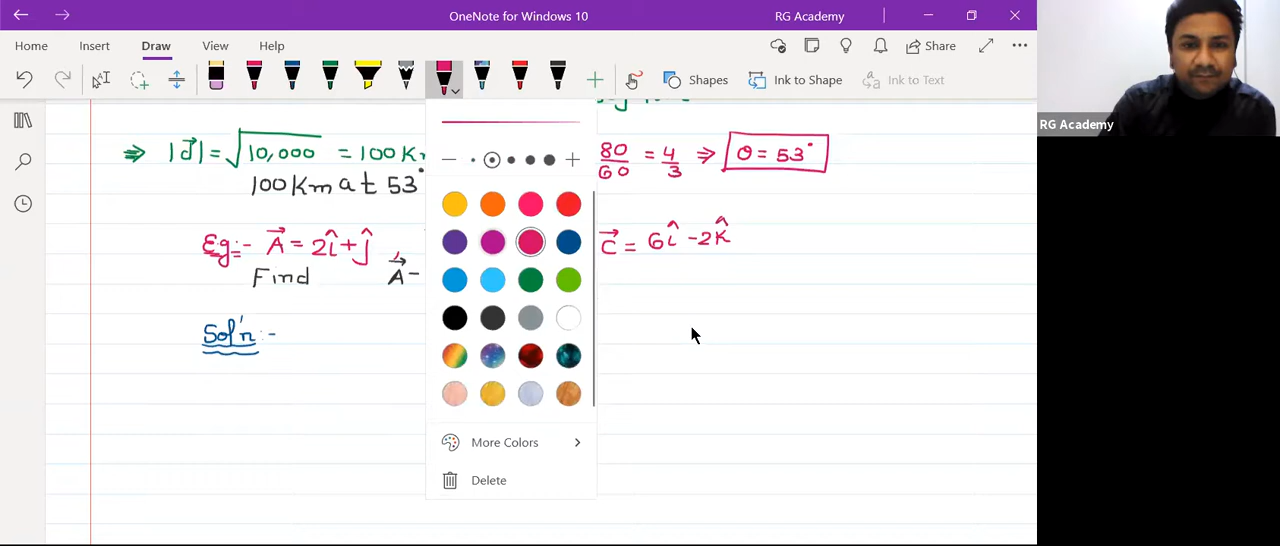 OneNote for Windows 10
RG Academy
Home Insert Draw View Help
Share
Shapes
Ink to Shape
Ink to Text
RG Academy
⇒ |d⃗| = √10,000 = 100 K
80/60 = 4/3 ⇒ θ = 53°
100 Km at 53°
Eg:- A⃗ = 2î + ĵ ,
C⃗ = 6î - 2k̂
Find A⃗ -
Sol'n :-
More Colors
Delete